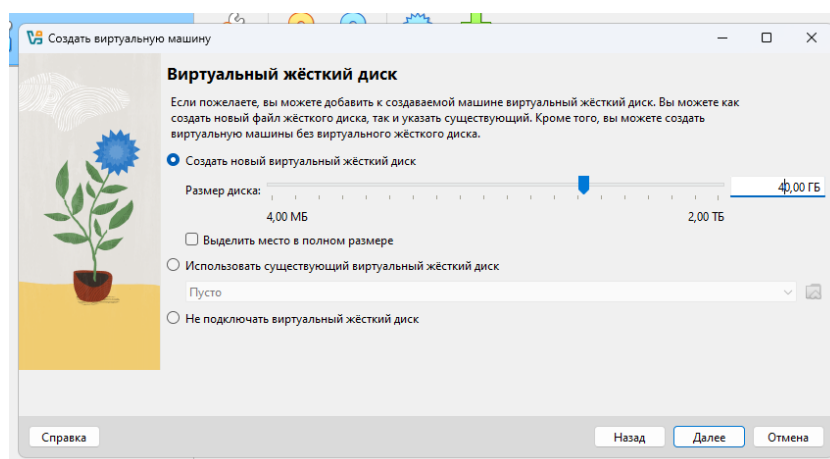 Создать виртуальную машину
Виртуальный жёсткий диск
Если пожелаете, вы можете добавить к создаваемой машине виртуальный жёсткий диск. Вы можете как
создать новый файл жёсткого диска, так и указать существующий. Кроме того, вы можете создать
виртуальную машины без виртуального жёсткого диска.
Создать новый виртуальный жёсткий диск
Размер диска:
40,00 ГБ
4,00 МБ
2,00 ТБ
Выделить место в полном размере
Использовать существующий виртуальный жёсткий диск
Пусто
Не подключать виртуальный жёсткий диск
Справка
Назад
Далее
Отмена